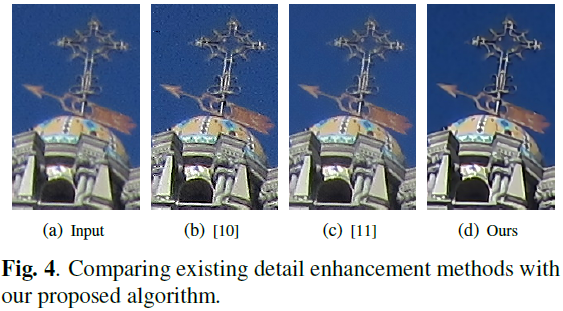 (a) Input
(b) [10]
(c) [11]
(d) Ours
Fig. 4. Comparing existing detail enhancement methods with
our proposed algorithm.